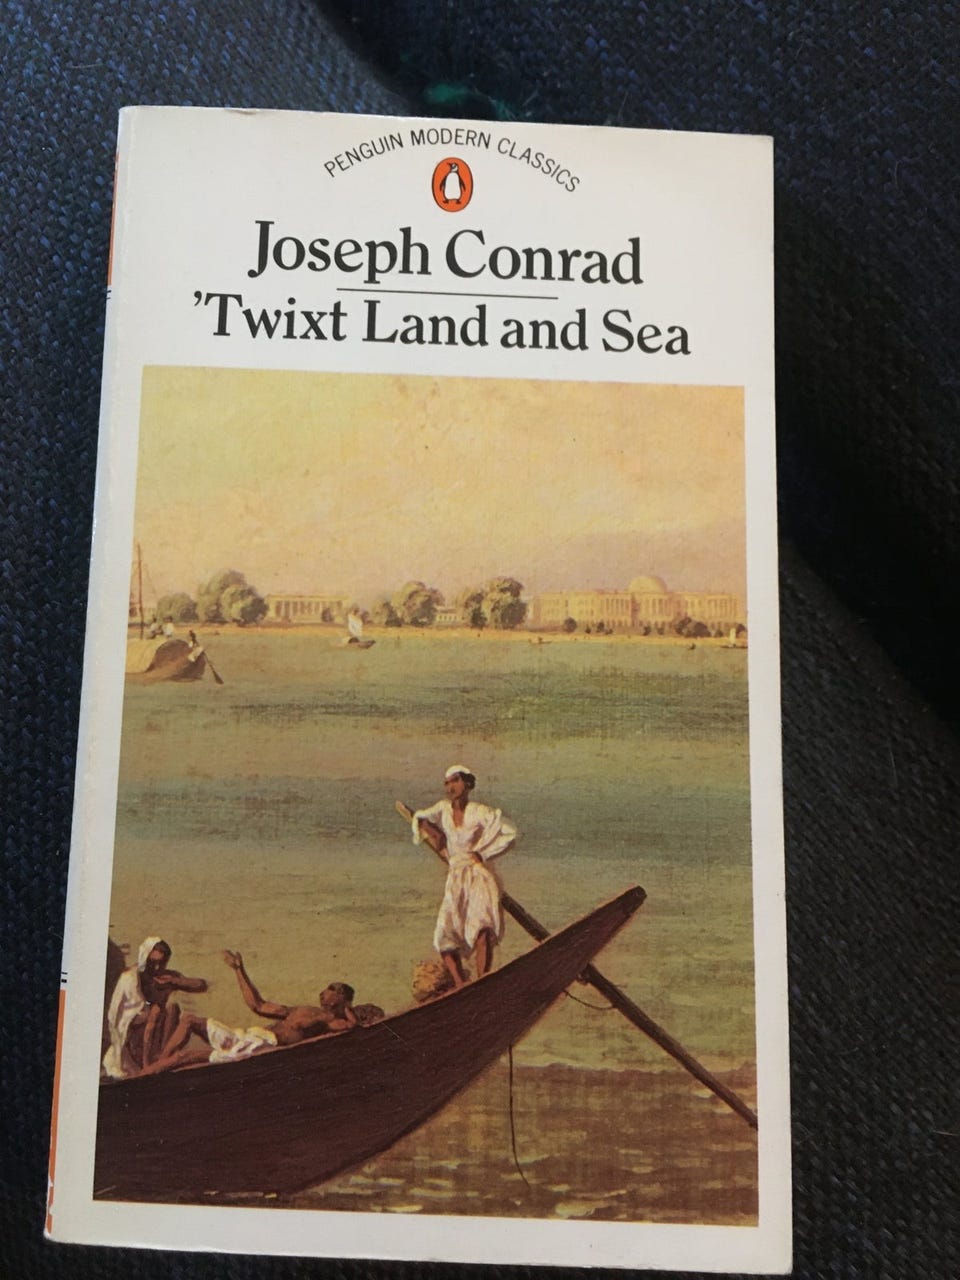 PENGUIN MODERN CLASSICS
Joseph Conrad
'Twixt Land and Sea